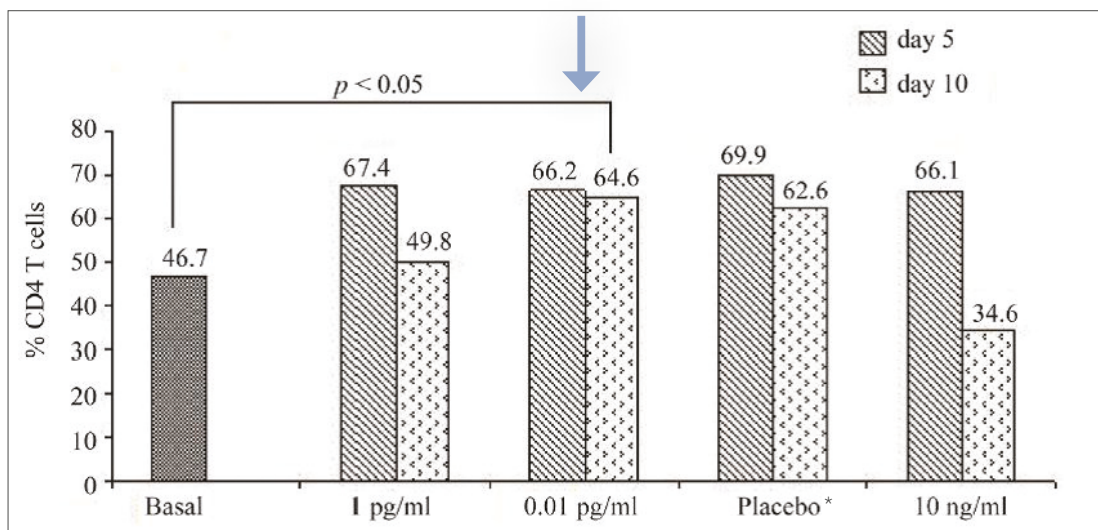 day 5
day 10
p < 0.05
% CD4 T cells
80
70
60
50
40
30
20
10
0
46.7
67.4
49.8
66.2
64.6
69.9
62.6
66.1
34.6
Basal
1 pg/ml
0.01 pg/ml
Placebo*
10 ng/ml